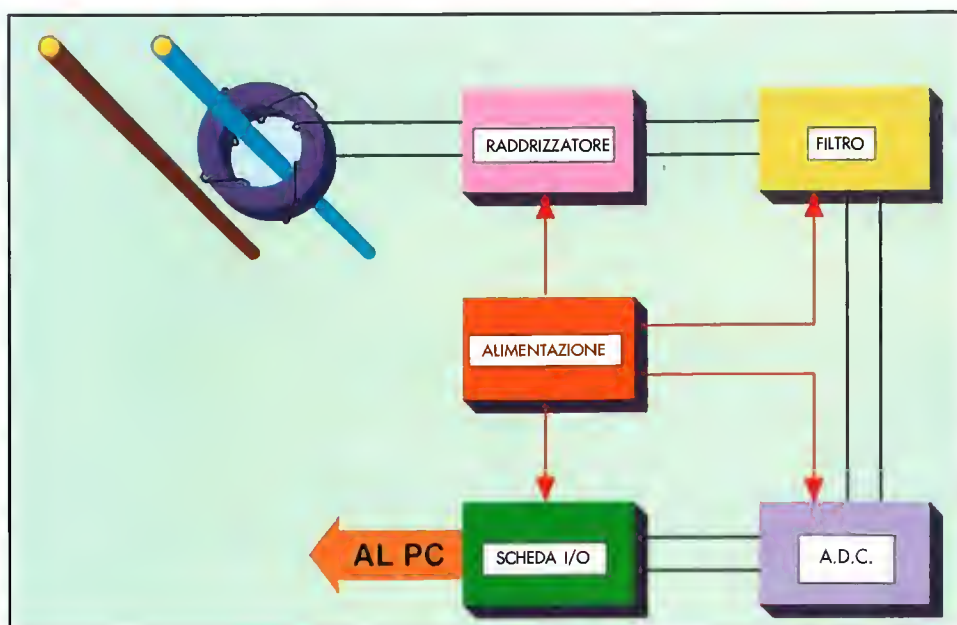 RADDRIZZATORE
FILTRO
ALIMENTAZIONE
AL PC
SCHEDA I/O
A.D.C.